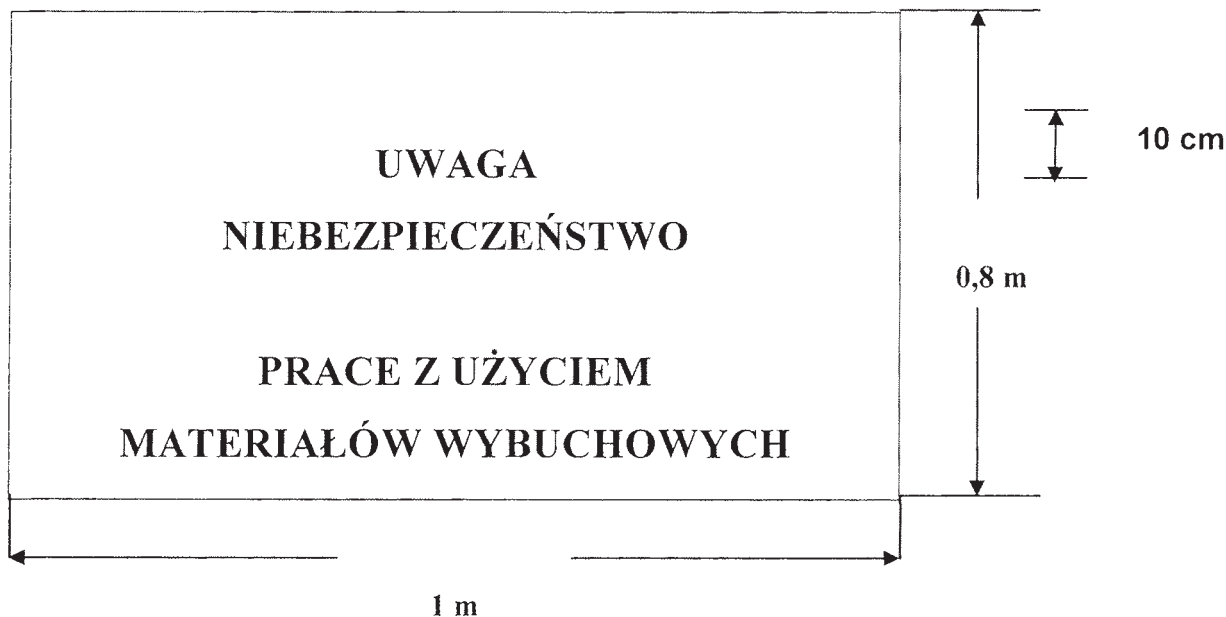 UWAGA
NIEBEZPIECZEŃSTWO
PRACE Z UŻYCIEM
MATERIAŁÓW WYBUCHOWYCH
10 cm
0,8 m
1 m